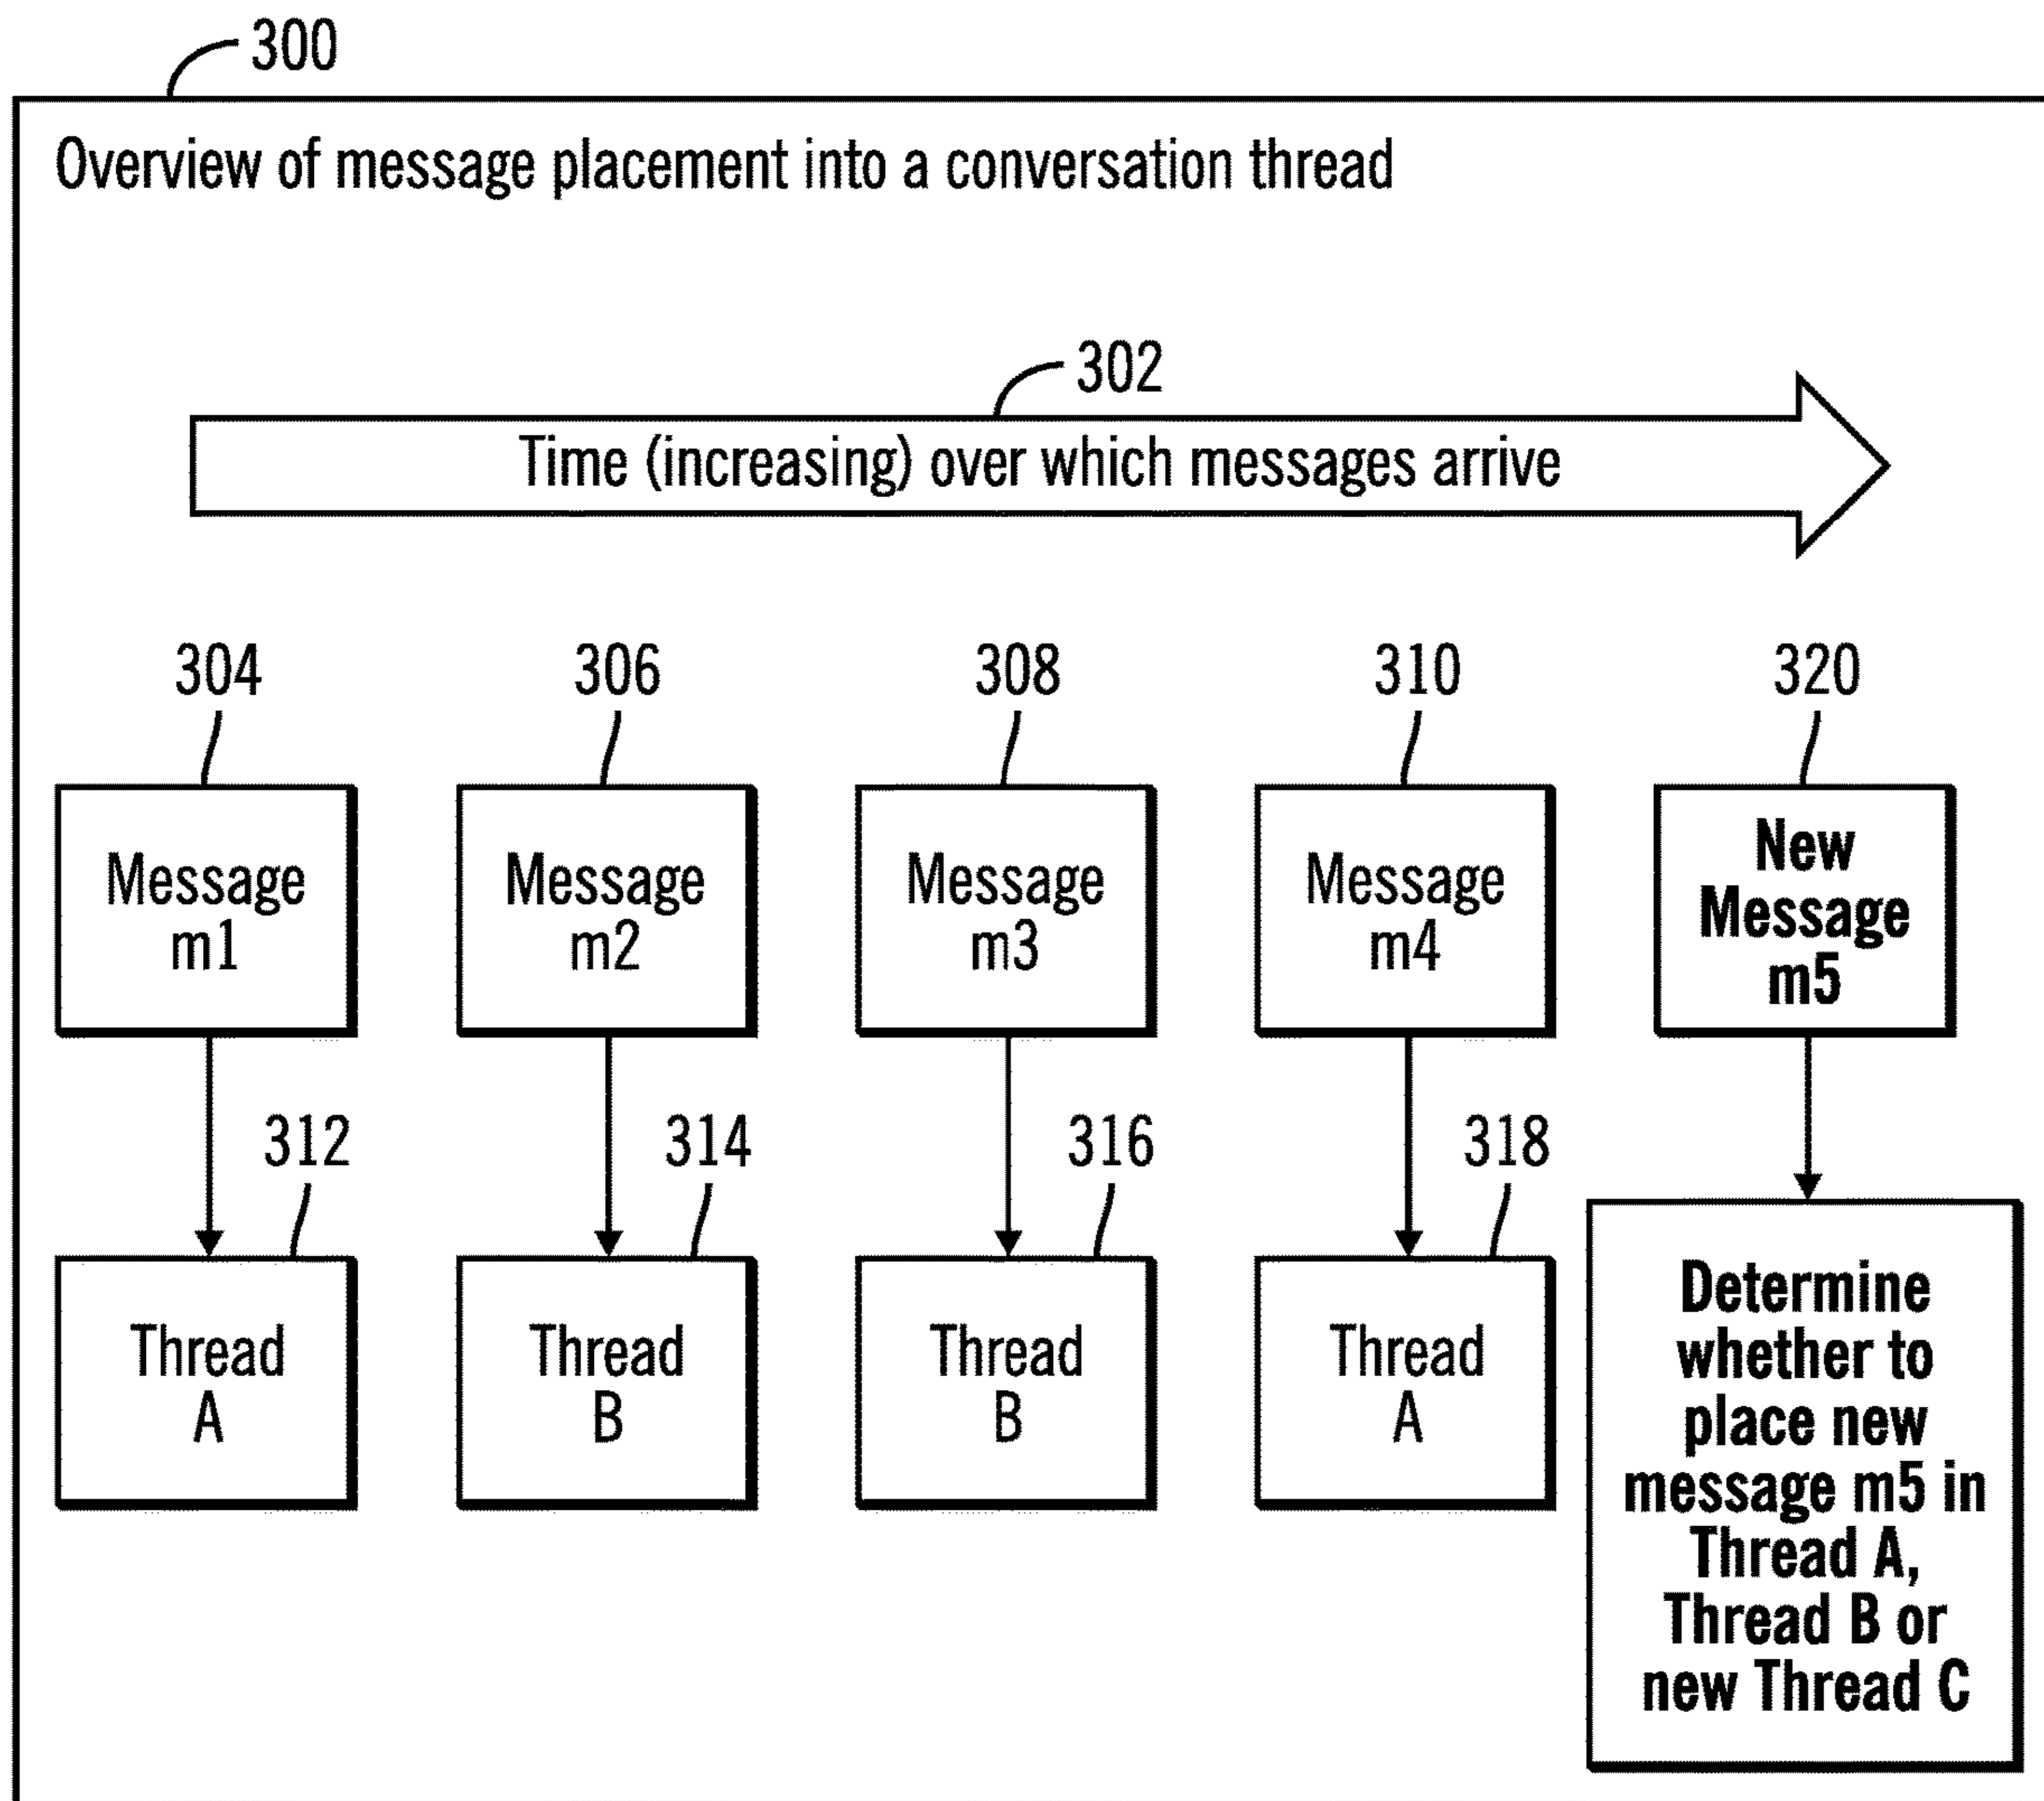 300
Overview of message placement into a conversation thread
302
Time (increasing) over which messages arrive
304
306
308
310
320
Message
m1
Message
m2
Message
m3
Message
m4
New
Message
m5
312
314
316
318
Thread
A
Thread
B
Thread
B
Thread
A
Determine
whether to
place new
message m5 in
Thread A,
Thread B or
new Thread C